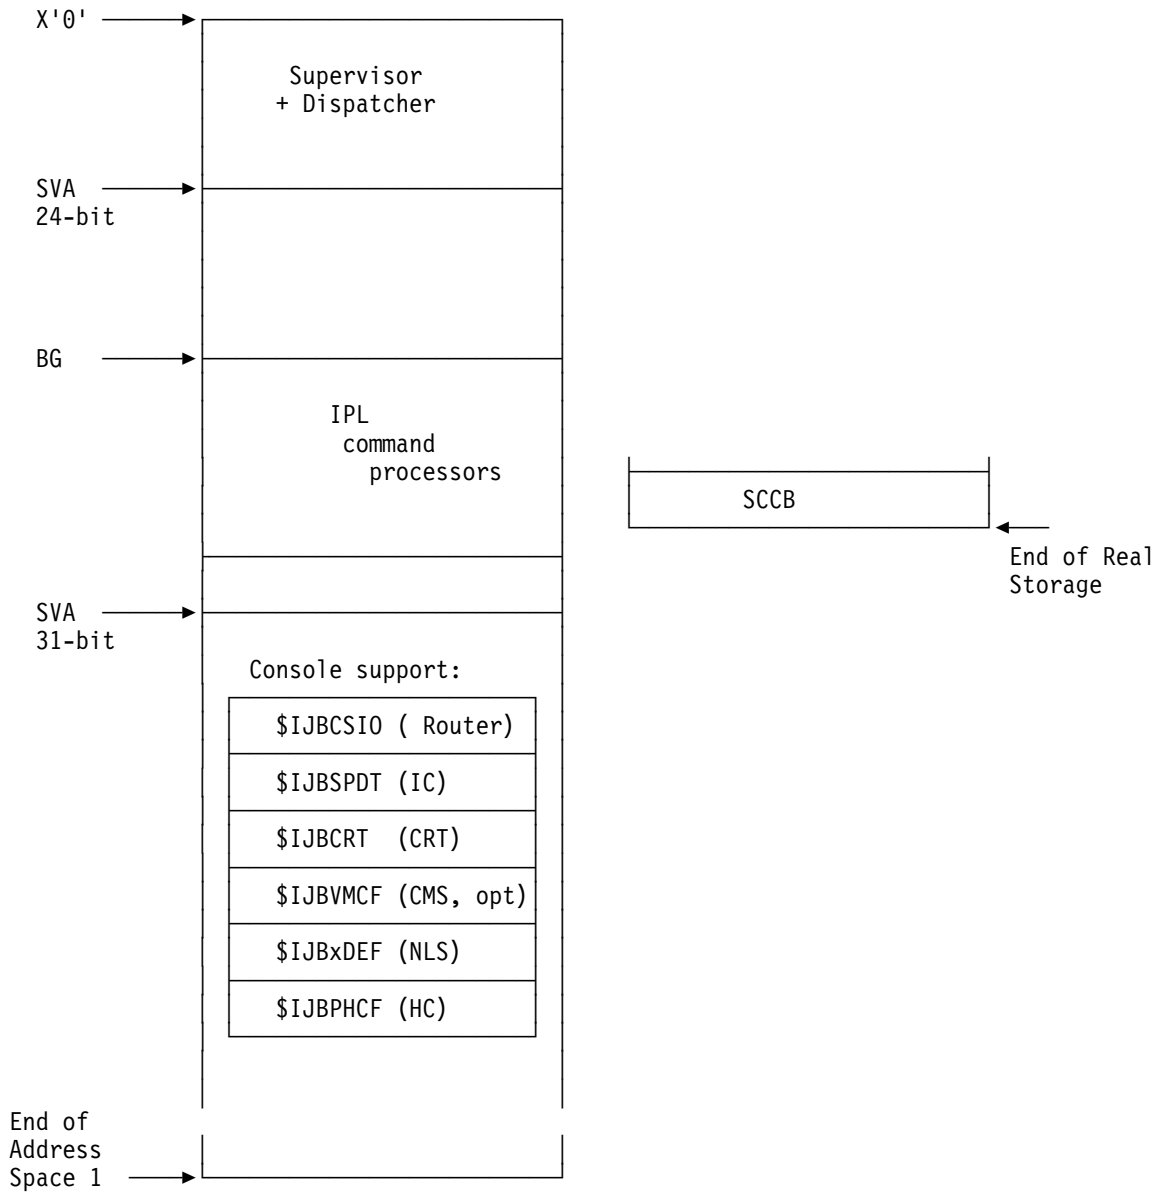 X'0'
Supervisor
+ Dispatcher
SVA
24-bit
BG
IPL
command
processors
SCCB
End of Real
Storage
SVA
31-bit
Console support:
$IJBCSIO ( Router)
$IJBSPDT (IC)
$IJBCRT (CRT)
$IJBVMCF (CMS, opt)
$IJBxDEF (NLS)
$IJBPHCF (HC)
End of
Address
Space 1